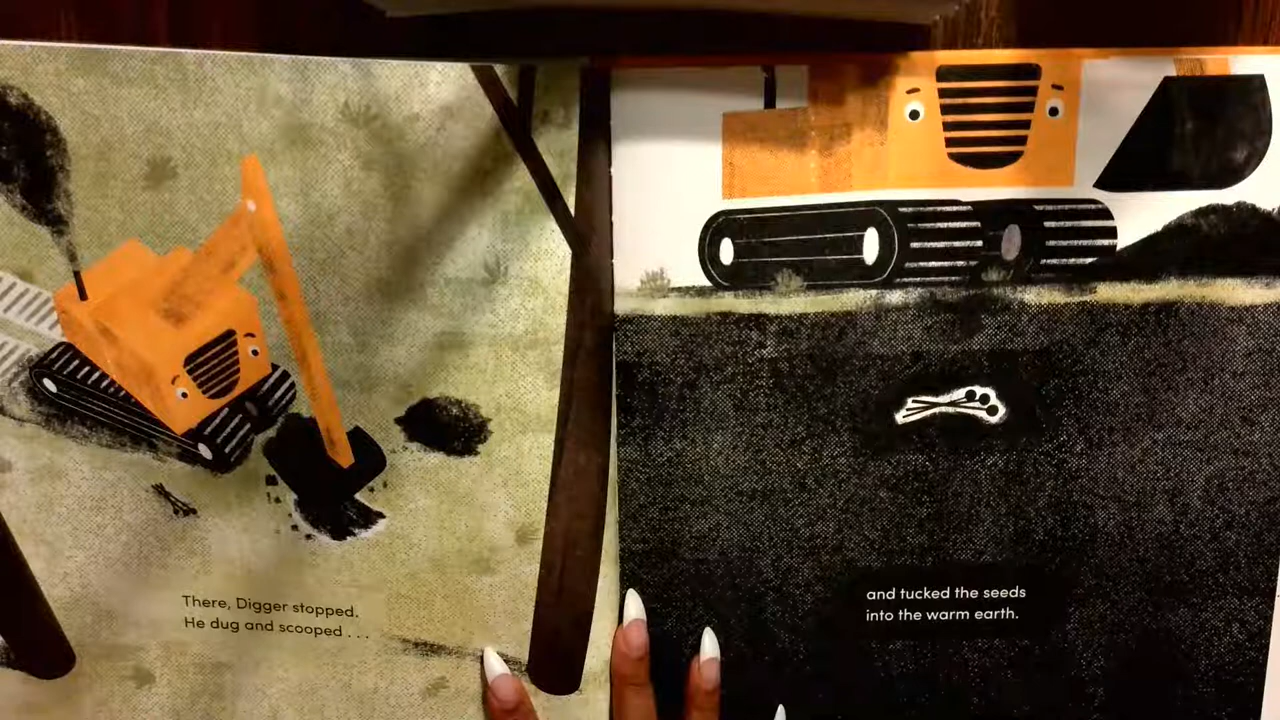 There, Digger stopped.
He dug and scooped . . .
and tucked the seeds
into the warm earth.